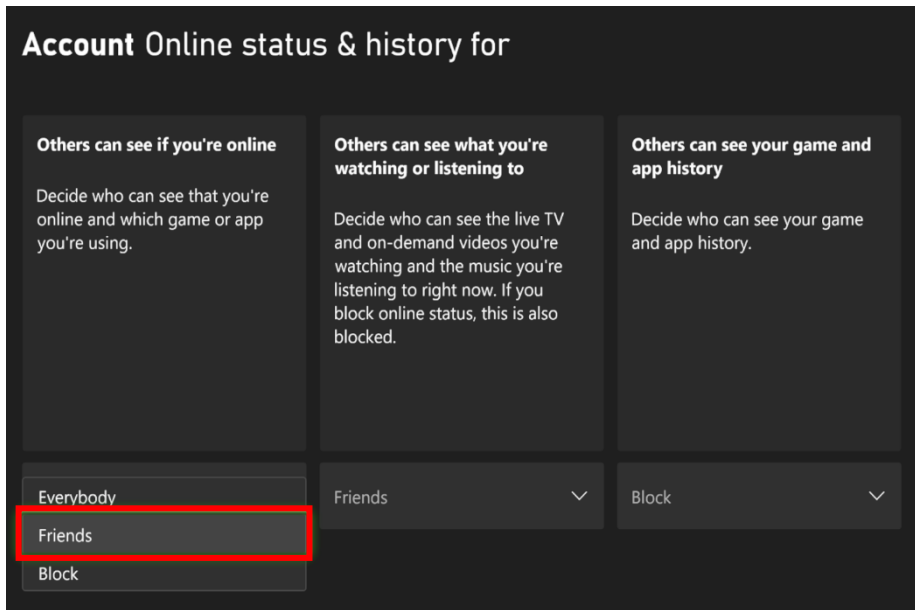 Account Online status & history for
Others can see if you're online
Decide who can see that you're
online and which game or app
you're using.
Others can see what you're
watching or listening to
Decide who can see the live TV
and on-demand videos you're
watching and the music you're
listening to right now. If you
block online status, this is also
blocked.
Others can see your game and
app history
Decide who can see your game
and app history.
Everybody
Friends
Block
Friends
Block